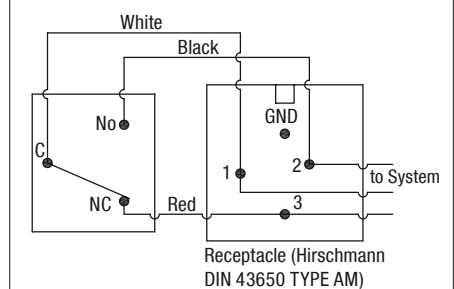 White
Black
No
GND
C
1
2
to System
NC
Red
3
Receptacle (Hirschmann
DIN 43650 TYPE AM)